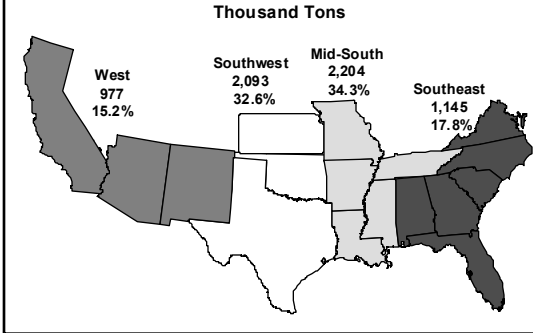 Thousand Tons
West
977
15.2%
Southwest
2,093
32.6%
Mid-South
2,204
34.3%
Southeast
1,145
17.8%